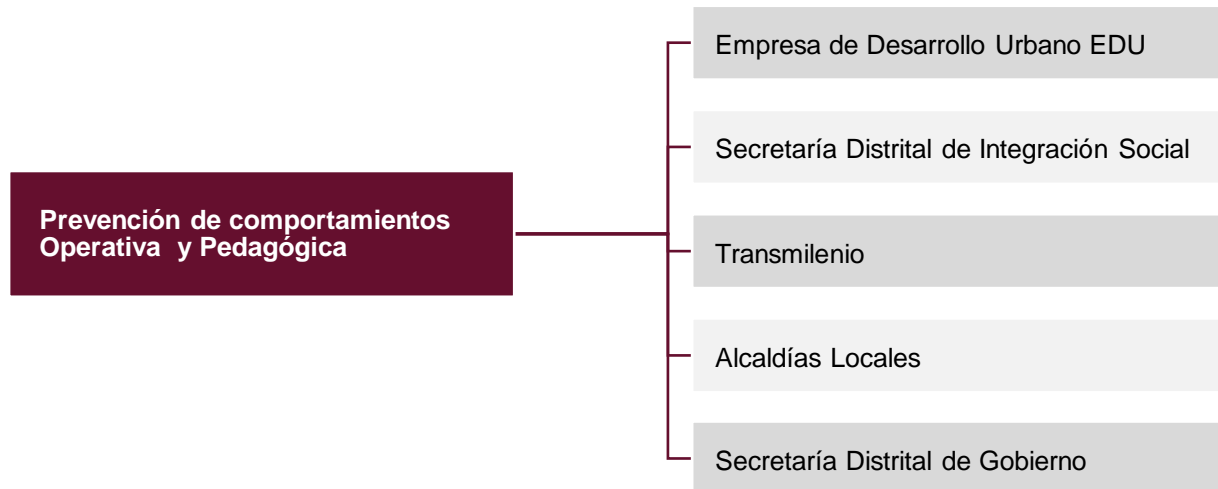 Prevención de comportamientos
Operativa y Pedagógica
Empresa de Desarrollo Urbano EDU
Secretaría Distrital de Integración Social
Transmilenio
Alcaldías Locales
Secretaría Distrital de Gobierno